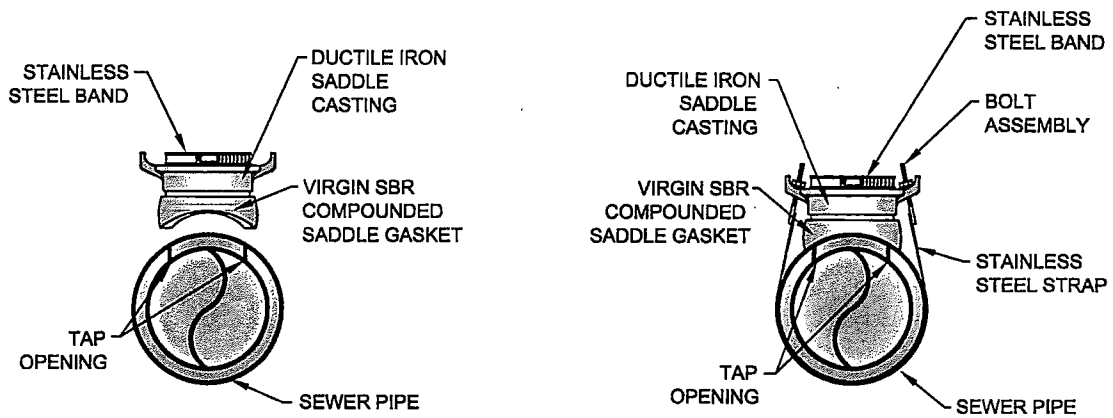 STAINLESS
STEEL BAND
DUCTILE IRON
SADDLE
CASTING
VIRGIN SBR
COMPOUNDED
SADDLE GASKET
TAP
OPENING
SEWER PIPE
STAINLESS
STEEL BAND
DUCTILE IRON
SADDLE
CASTING
BOLT
ASSEMBLY
VIRGIN SBR
COMPOUNDED
SADDLE GASKET
STAINLESS
STEEL STRAP
TAP
OPENING
SEWER PIPE